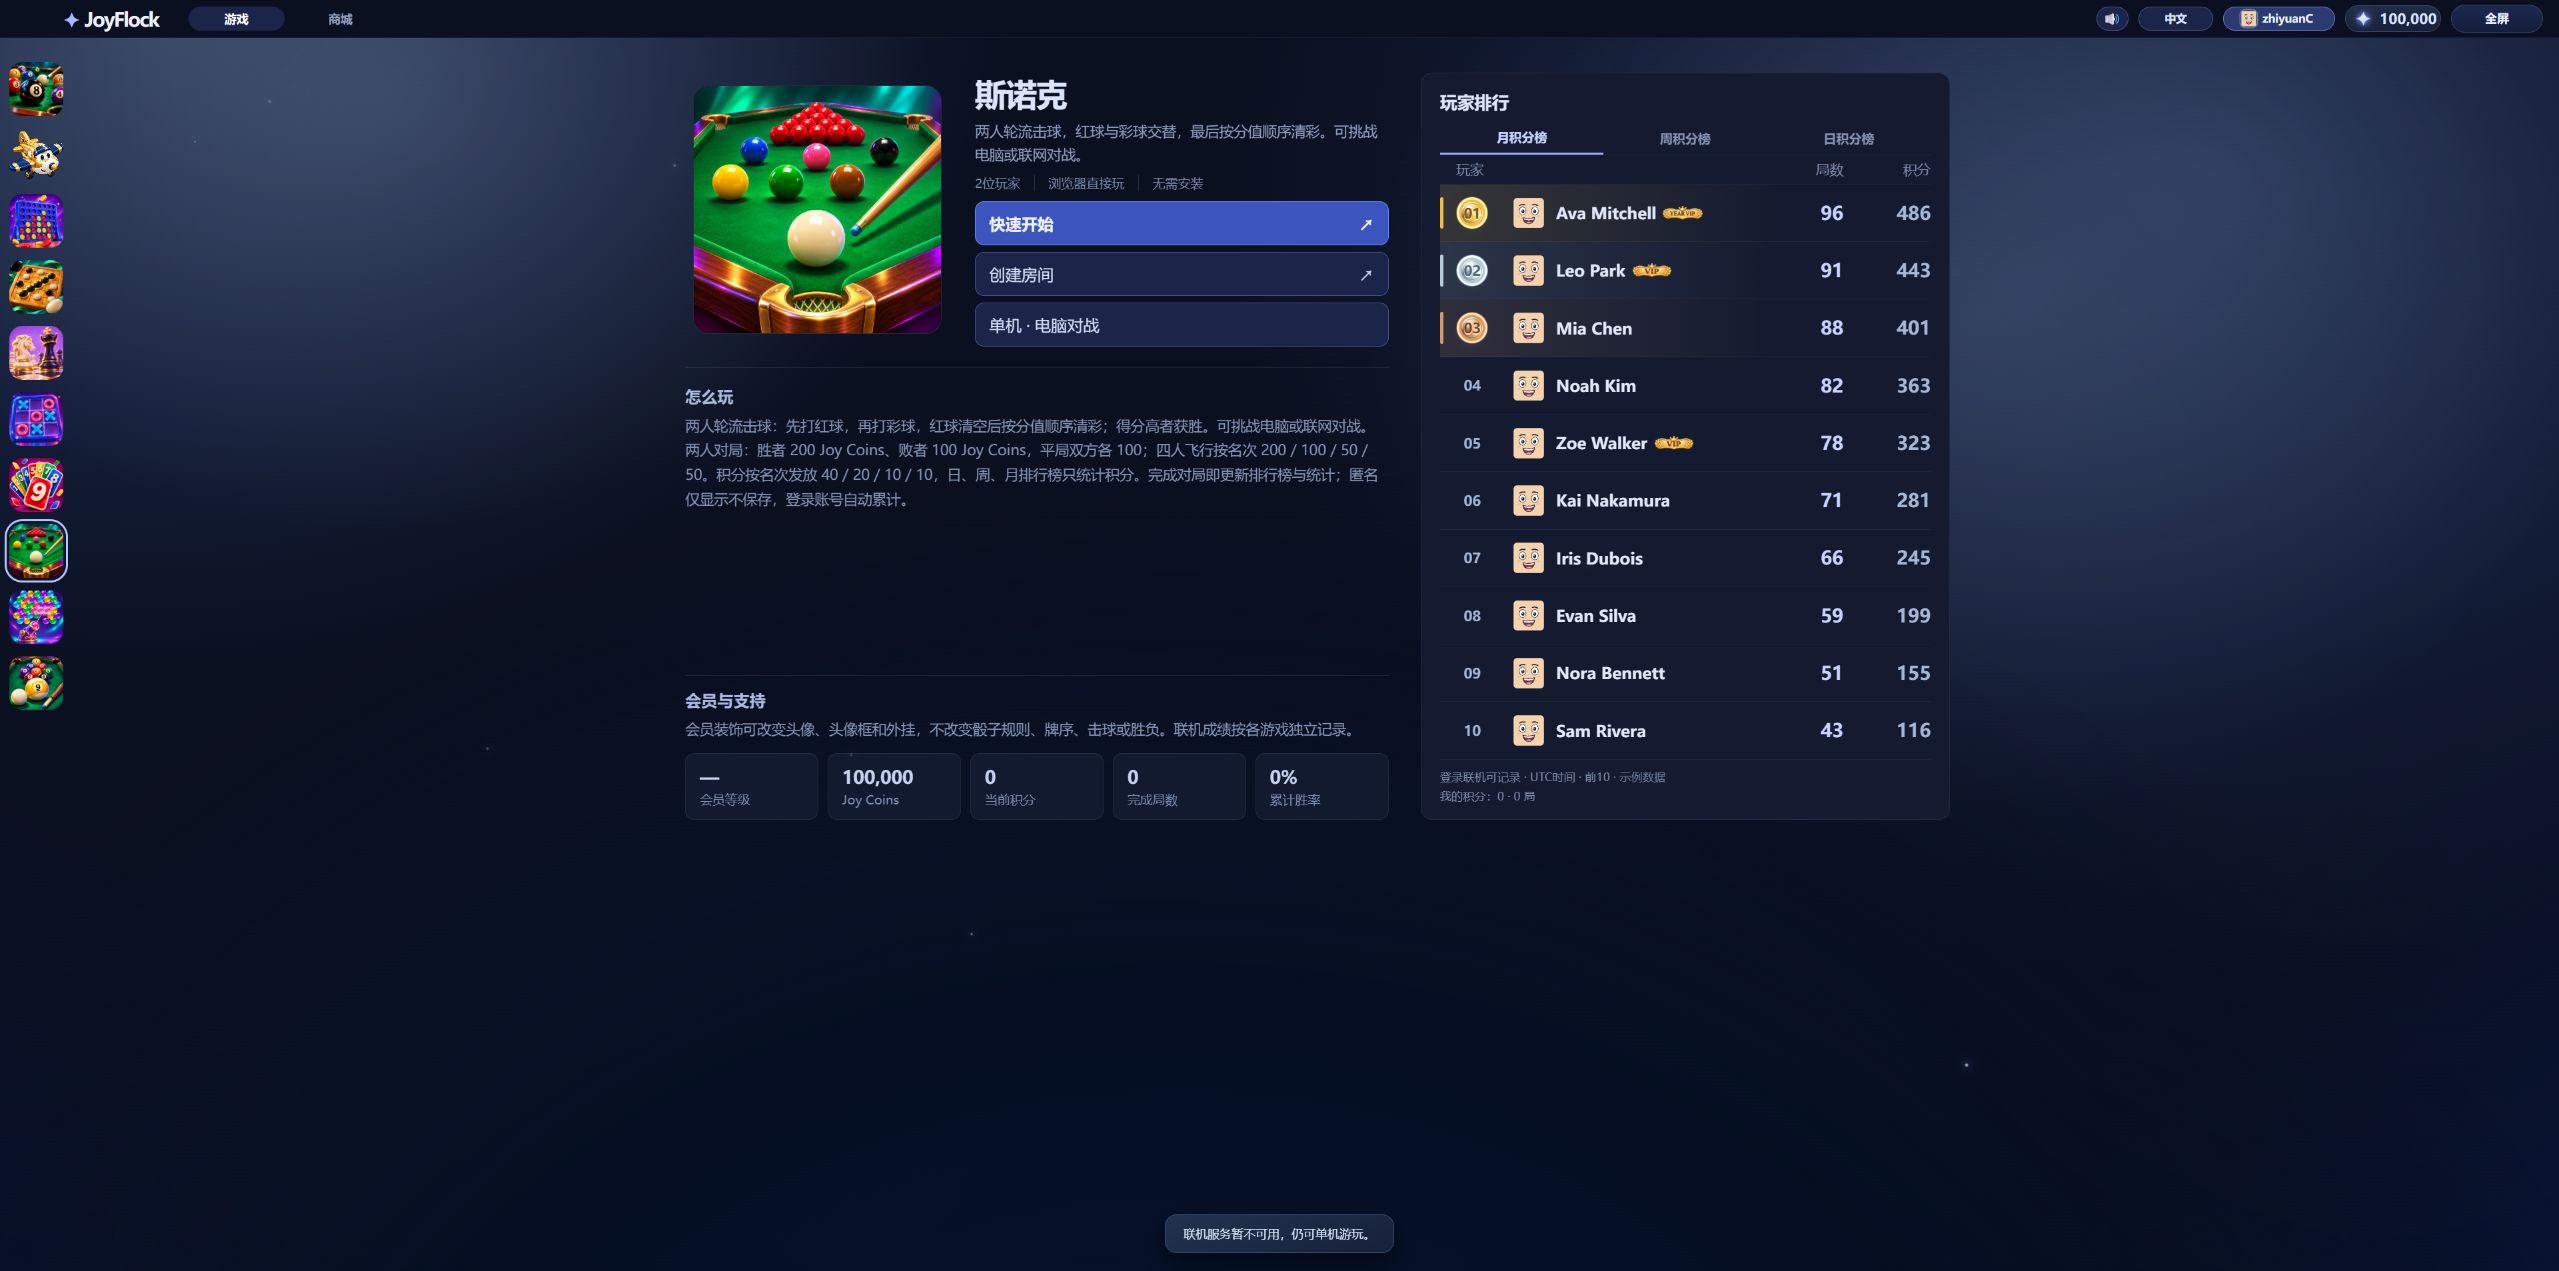 JoyFlock
游戏
商城
中文
zhiyuanC
100,000
全屏
斯诺克
两人轮流击球，红球与彩球交替，最后按分值顺序清彩。可挑战
电脑或联网对战。
2位玩家
浏览器直接玩
无需安装
快速开始
创建房间
单机 · 电脑对战
怎么玩
两人轮流击球：先打红球，再打彩球，红球清空后按分值顺序清彩；得分高者获胜。可挑战电脑或联网对战。
两人对局：胜者 200 Joy Coins、败者 100 Joy Coins，平局双方各 100；四人飞行按名次 200 / 100 / 50 /
50。积分按名次发放 40 / 20 / 10 / 10，日、周、月排行榜只统计积分。完成对局即更新排行榜与统计；匿名
仅显示不保存，登录账号自动累计。
会员与支持
会员装饰可改变头像、头像框和外挂，不改变骰子规则、牌序、击球或胜负。联机成绩按各游戏独立记录。
—
会员等级
100,000
Joy Coins
0
当前积分
0
完成局数
0%
累计胜率
玩家排行
月积分榜 周积分榜 日积分榜
玩家 局数 积分
01 Ava Mitchell YEAR VIP 96 486
02 Leo Park VIP 91 443
03 Mia Chen 88 401
04 Noah Kim 82 363
05 Zoe Walker VIP 78 323
06 Kai Nakamura 71 281
07 Iris Dubois 66 245
08 Evan Silva 59 199
09 Nora Bennett 51 155
10 Sam Rivera 43 116
登录联机可记录 · UTC时间 · 前10 · 示例数据
我的积分：0 · 0 局
联机服务暂不可用，仍可单机游玩。